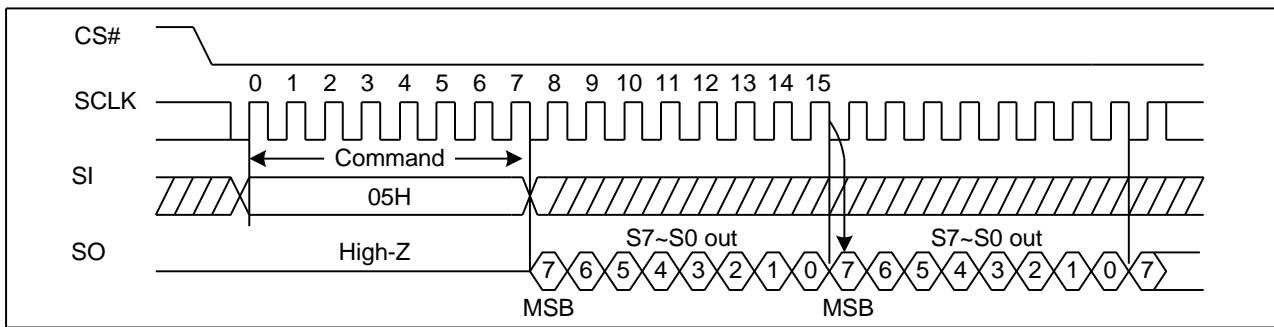 CS#
0 1 2 3 4 5 6 7 8 9 10 11 12 13 14 15
SCLK
Command
SI
05H
S7~S0 out S7~S0 out
SO High-Z
7 6 5 4 3 2 1 0 7 6 5 4 3 2 1 0 7
MSB MSB